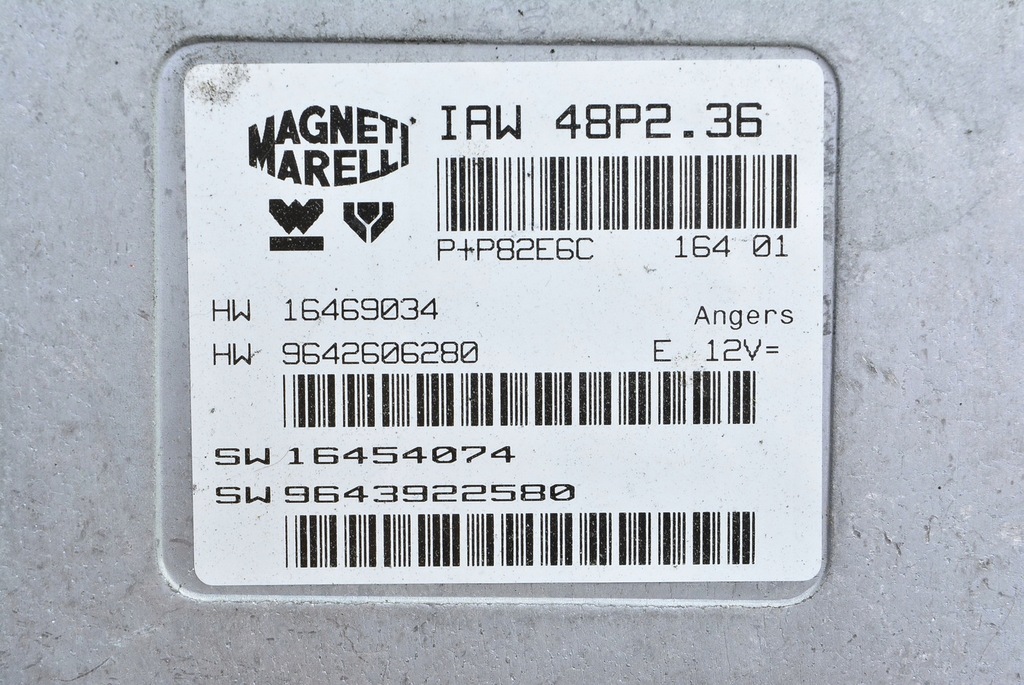 MAGNETI
MARELLI
IAW 48P2.36
P+P82E6C 164 01
HW 16469034
Angers
HW 9642606280
E 12V=
SW 16454074
SW 9643922580